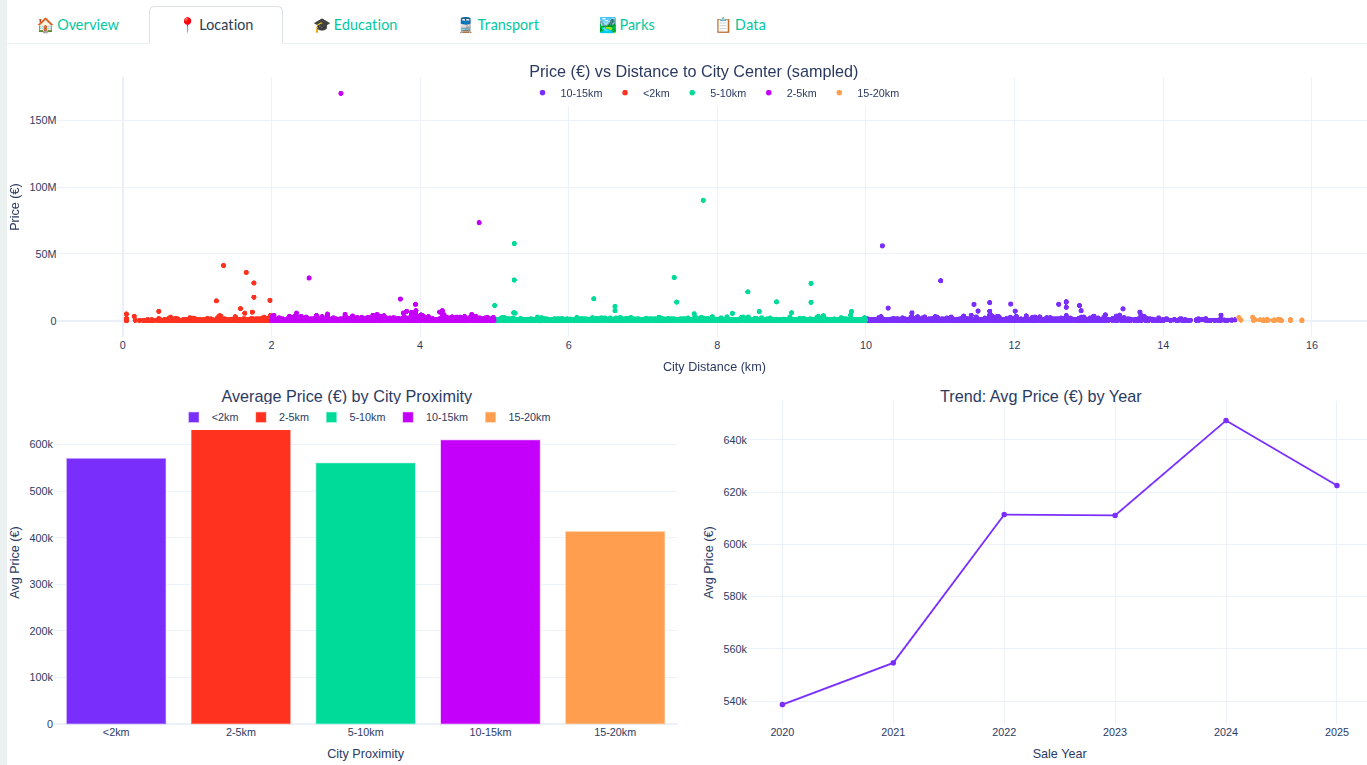 🏠 Overview 📍 Location 🎓 Education 🚆 Transport 🏞️ Parks 📋 Data
Price (€) vs Distance to City Center (sampled)
10-15km <2km 5-10km 2-5km 15-20km
Price (€)
150M
100M
50M
0
0 2 4 6 8 10 12 14 16
City Distance (km)
Average Price (€) by City Proximity
<2km 2-5km 5-10km 10-15km 15-20km
Avg Price (€)
600k
500k
400k
300k
200k
100k
0
<2km 2-5km 5-10km 10-15km 15-20km
City Proximity
Trend: Avg Price (€) by Year
Avg Price (€)
640k
620k
600k
580k
560k
540k
2020 2021 2022 2023 2024 2025
Sale Year